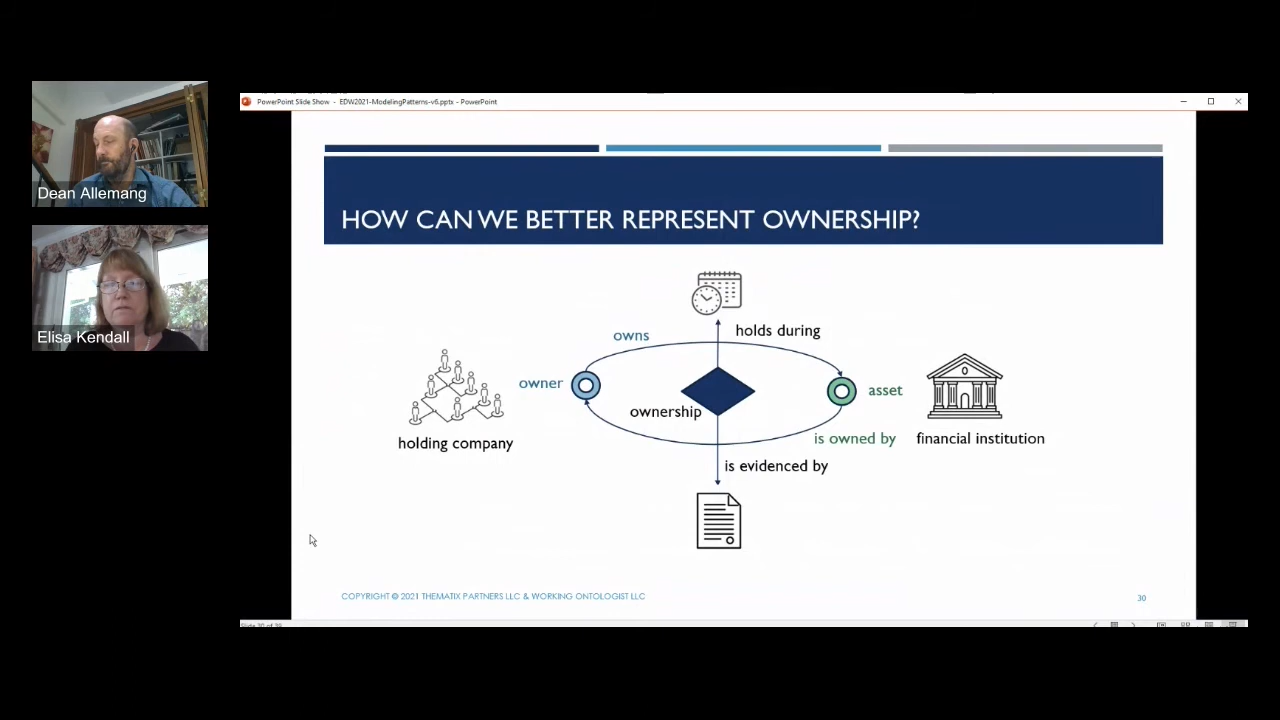 PowerPoint Slide Show - EDW2021-ModelingPatterns-v6.pptx - PowerPoint
Dean Allemang
Elisa Kendall
HOW CAN WE BETTER REPRESENT OWNERSHIP?
holds during
owns
owner
asset
ownership
holding company
is owned by
financial institution
is evidenced by
COPYRIGHT © 2021 THEMATIX PARTNERS LLC & WORKING ONTOLOGIST LLC
30